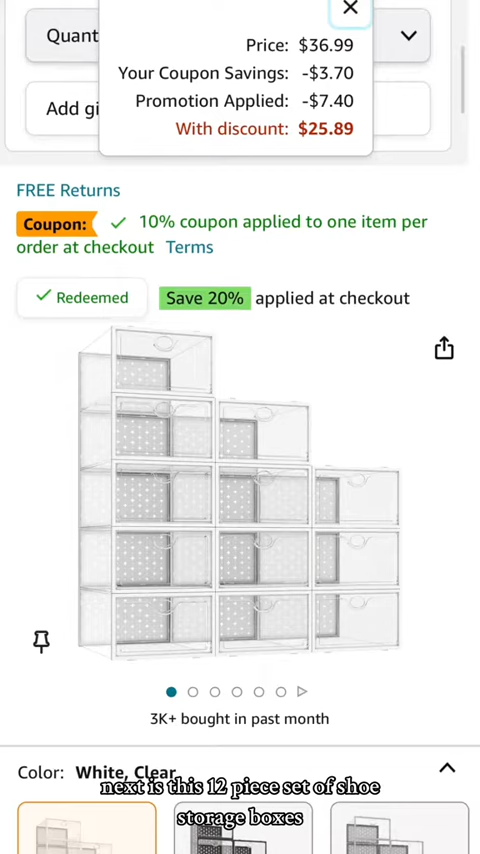 Quant
Price: $36.99
Your Coupon Savings: -$3.70
Add gi
Promotion Applied: -$7.40
With discount: $25.89
FREE Returns
Coupon: 10% coupon applied to one item per
order at checkout Terms
Redeemed
Save 20% applied at checkout
3K+ bought in past month
Color: White, Clear
next is this 12 piece set of shoe
storage boxes